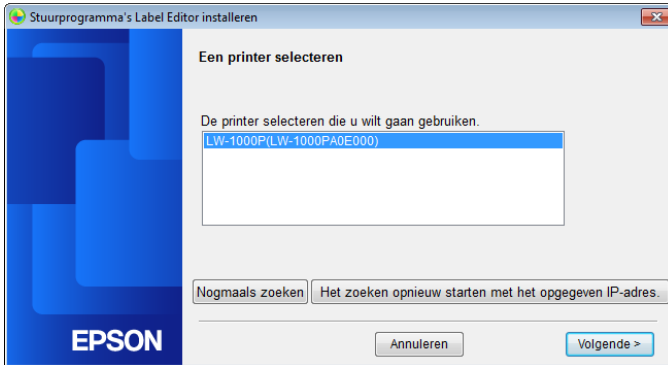 Stuurprogramma's Label Editor installeren
Een printer selecteren
De printer selecteren die u wilt gaan gebruiken.
LW-1000P(LW-1000PA0E000)
Nogmaals zoeken
Het zoeken opnieuw starten met het opgegeven IP-adres.
EPSON
Annuleren
Volgende >